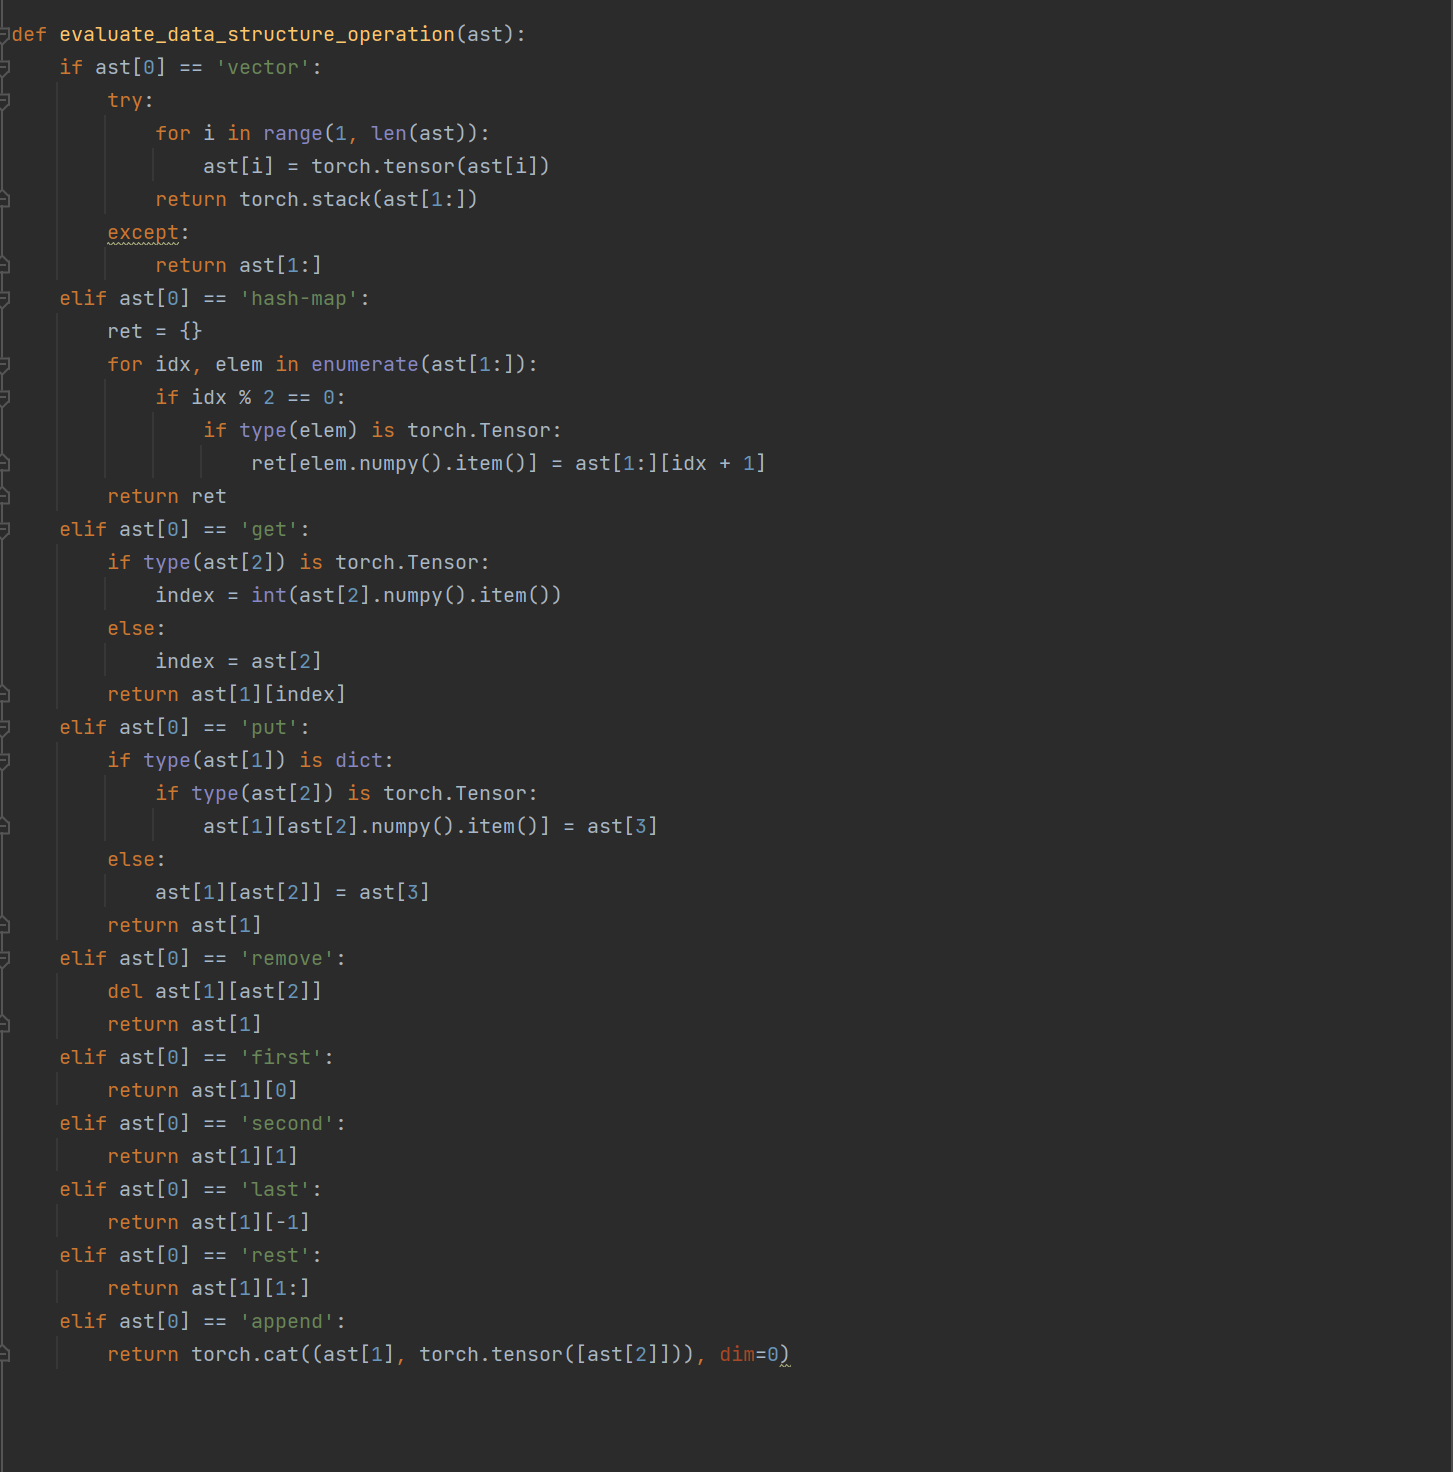 def evaluate_data_structure_operation(ast):
    if ast[0] == 'vector':
        try:
            for i in range(1, len(ast)):
                ast[i] = torch.tensor(ast[i])
            return torch.stack(ast[1:])
        except:
            return ast[1:]
    elif ast[0] == 'hash-map':
        ret = {}
        for idx, elem in enumerate(ast[1:]):
            if idx % 2 == 0:
                if type(elem) is torch.Tensor:
                    ret[elem.numpy().item()] = ast[1:][idx + 1]
        return ret
    elif ast[0] == 'get':
        if type(ast[2]) is torch.Tensor:
            index = int(ast[2].numpy().item())
        else:
            index = ast[2]
        return ast[1][index]
    elif ast[0] == 'put':
        if type(ast[1]) is dict:
            if type(ast[2]) is torch.Tensor:
                ast[1][ast[2].numpy().item()] = ast[3]
        else:
            ast[1][ast[2]] = ast[3]
        return ast[1]
    elif ast[0] == 'remove':
        del ast[1][ast[2]]
        return ast[1]
    elif ast[0] == 'first':
        return ast[1][0]
    elif ast[0] == 'second':
        return ast[1][1]
    elif ast[0] == 'last':
        return ast[1][-1]
    elif ast[0] == 'rest':
        return ast[1][1:]
    elif ast[0] == 'append':
        return torch.cat((ast[1], torch.tensor([ast[2]])), dim=0)